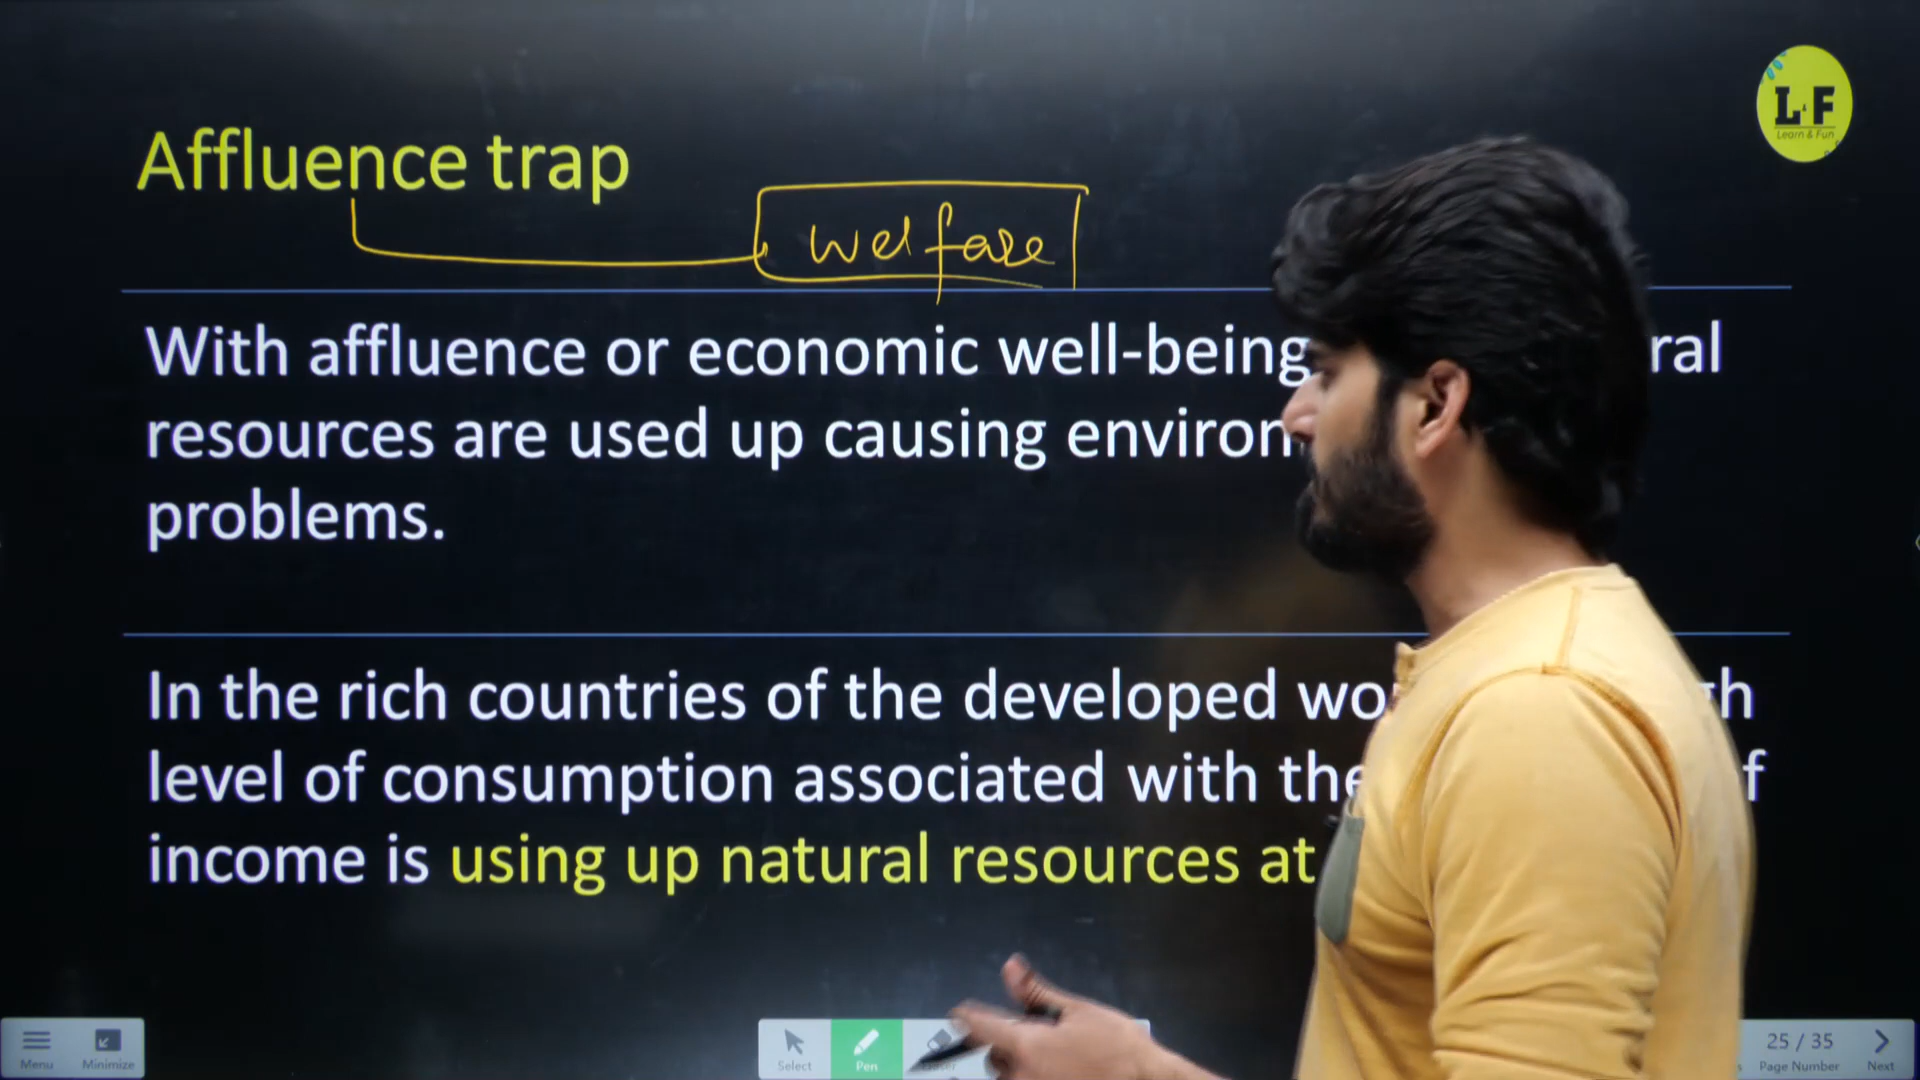 L&F
Learn & Fun
Affluence trap
welfare
With affluence or economic well-being ral
resources are used up causing environ
problems.
In the rich countries of the developed wo gh
level of consumption associated with the f
income is using up natural resources at
Menu
Minimize
Select
Pen
25 / 35
Page Number
Next